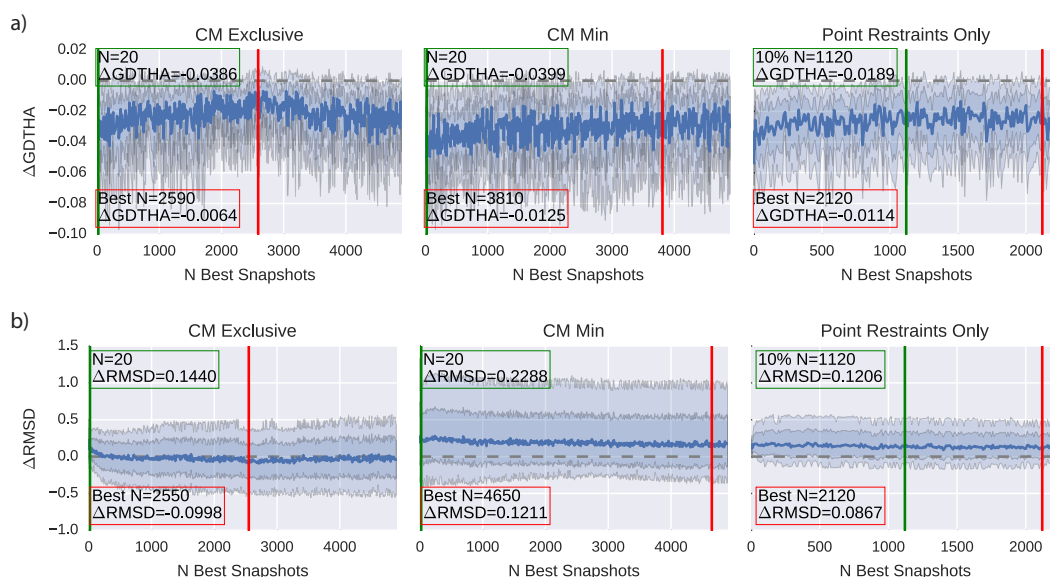 a)
CM Exclusive
CM Min
Point Restraints Only
ΔGDTHA
0.02
0.00
−0.02
−0.04
−0.06
−0.08
−0.10
N=20
ΔGDTHA=-0.0386
Best N=2590
ΔGDTHA=-0.0064
N=20
ΔGDTHA=-0.0399
Best N=3810
ΔGDTHA=-0.0125
10% N=1120
ΔGDTHA=-0.0189
Best N=2120
ΔGDTHA=-0.0114
0 1000 2000 3000 4000
0 1000 2000 3000 4000
0 500 1000 1500 2000
N Best Snapshots
N Best Snapshots
N Best Snapshots
b)
CM Exclusive
CM Min
Point Restraints Only
ΔRMSD
1.5
1.0
0.5
0.0
−0.5
−1.0
N=20
ΔRMSD=0.1440
Best N=2550
ΔRMSD=-0.0998
N=20
ΔRMSD=0.2288
Best N=4650
ΔRMSD=0.1211
10% N=1120
ΔRMSD=0.1206
Best N=2120
ΔRMSD=0.0867
0 1000 2000 3000 4000
0 1000 2000 3000 4000
0 500 1000 1500 2000
N Best Snapshots
N Best Snapshots
N Best Snapshots